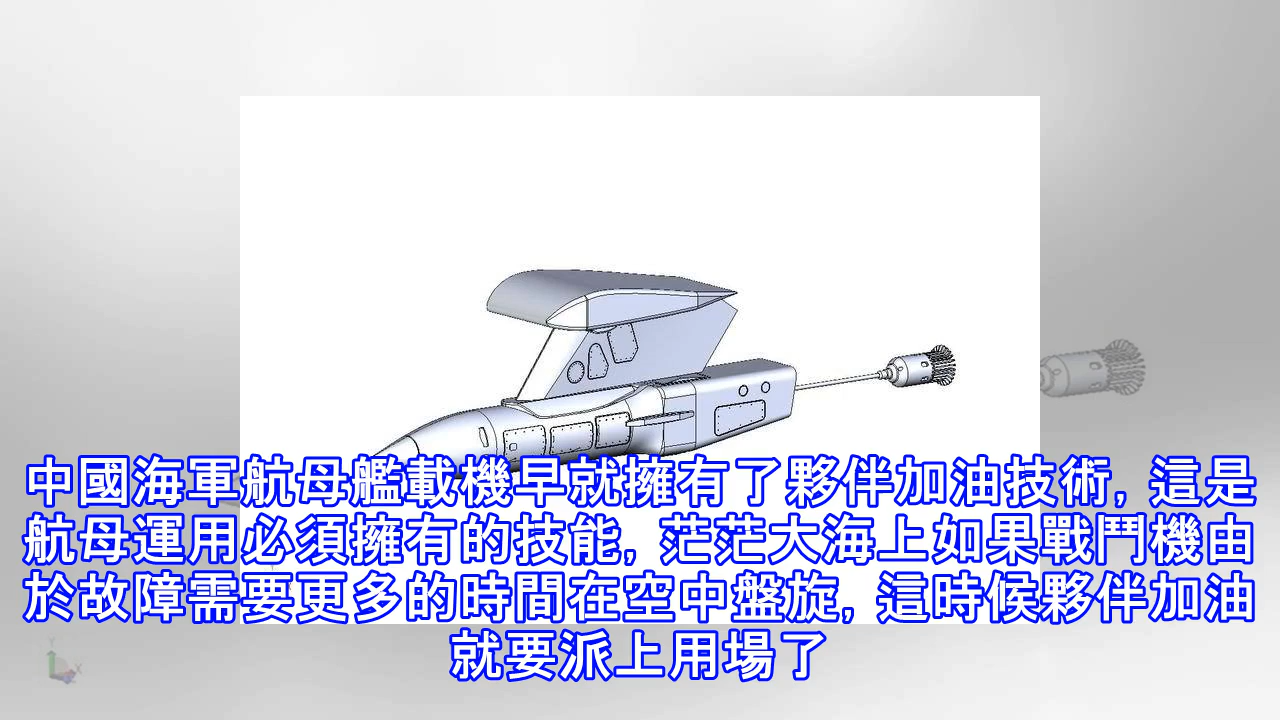 中國海軍航母艦載機早就擁有了夥伴加油技術, 這是
航母運用必須擁有的技能, 茫茫大海上如果戰鬥機由
於故障需要更多的時間在空中盤旋, 這時候夥伴加油
就要派上用場了